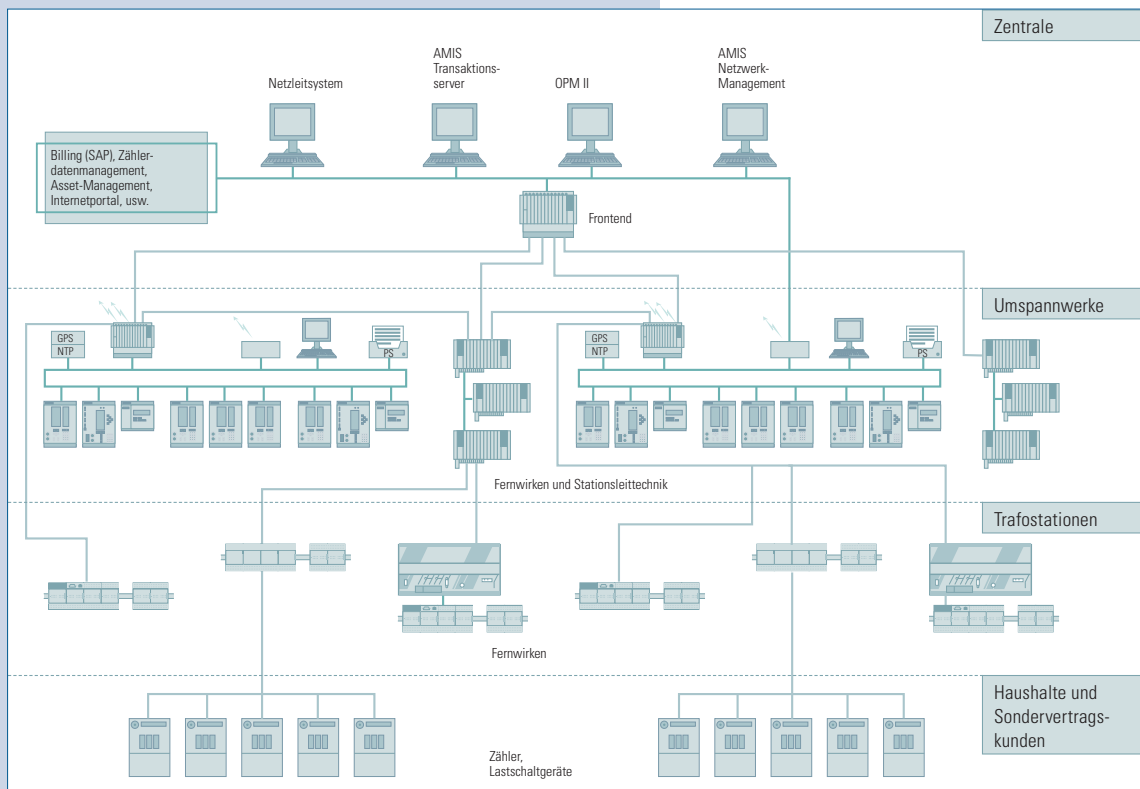 Zentrale
Netzleitsystem
AMIS
Transaktions-
server
OPM II
AMIS
Netzwerk-
Management
Billing (SAP), Zähler-
datenmanagement,
Asset-Management,
Internetportal, usw.
Frontend
Umspannwerke
GPS
NTP
PS
GPS
NTP
PS
Fernwirken und Stationsleittechnik
Trafostationen
Fernwirken
Haushalte und
Sondervertrags-
kunden
Zähler,
Lastschaltgeräte